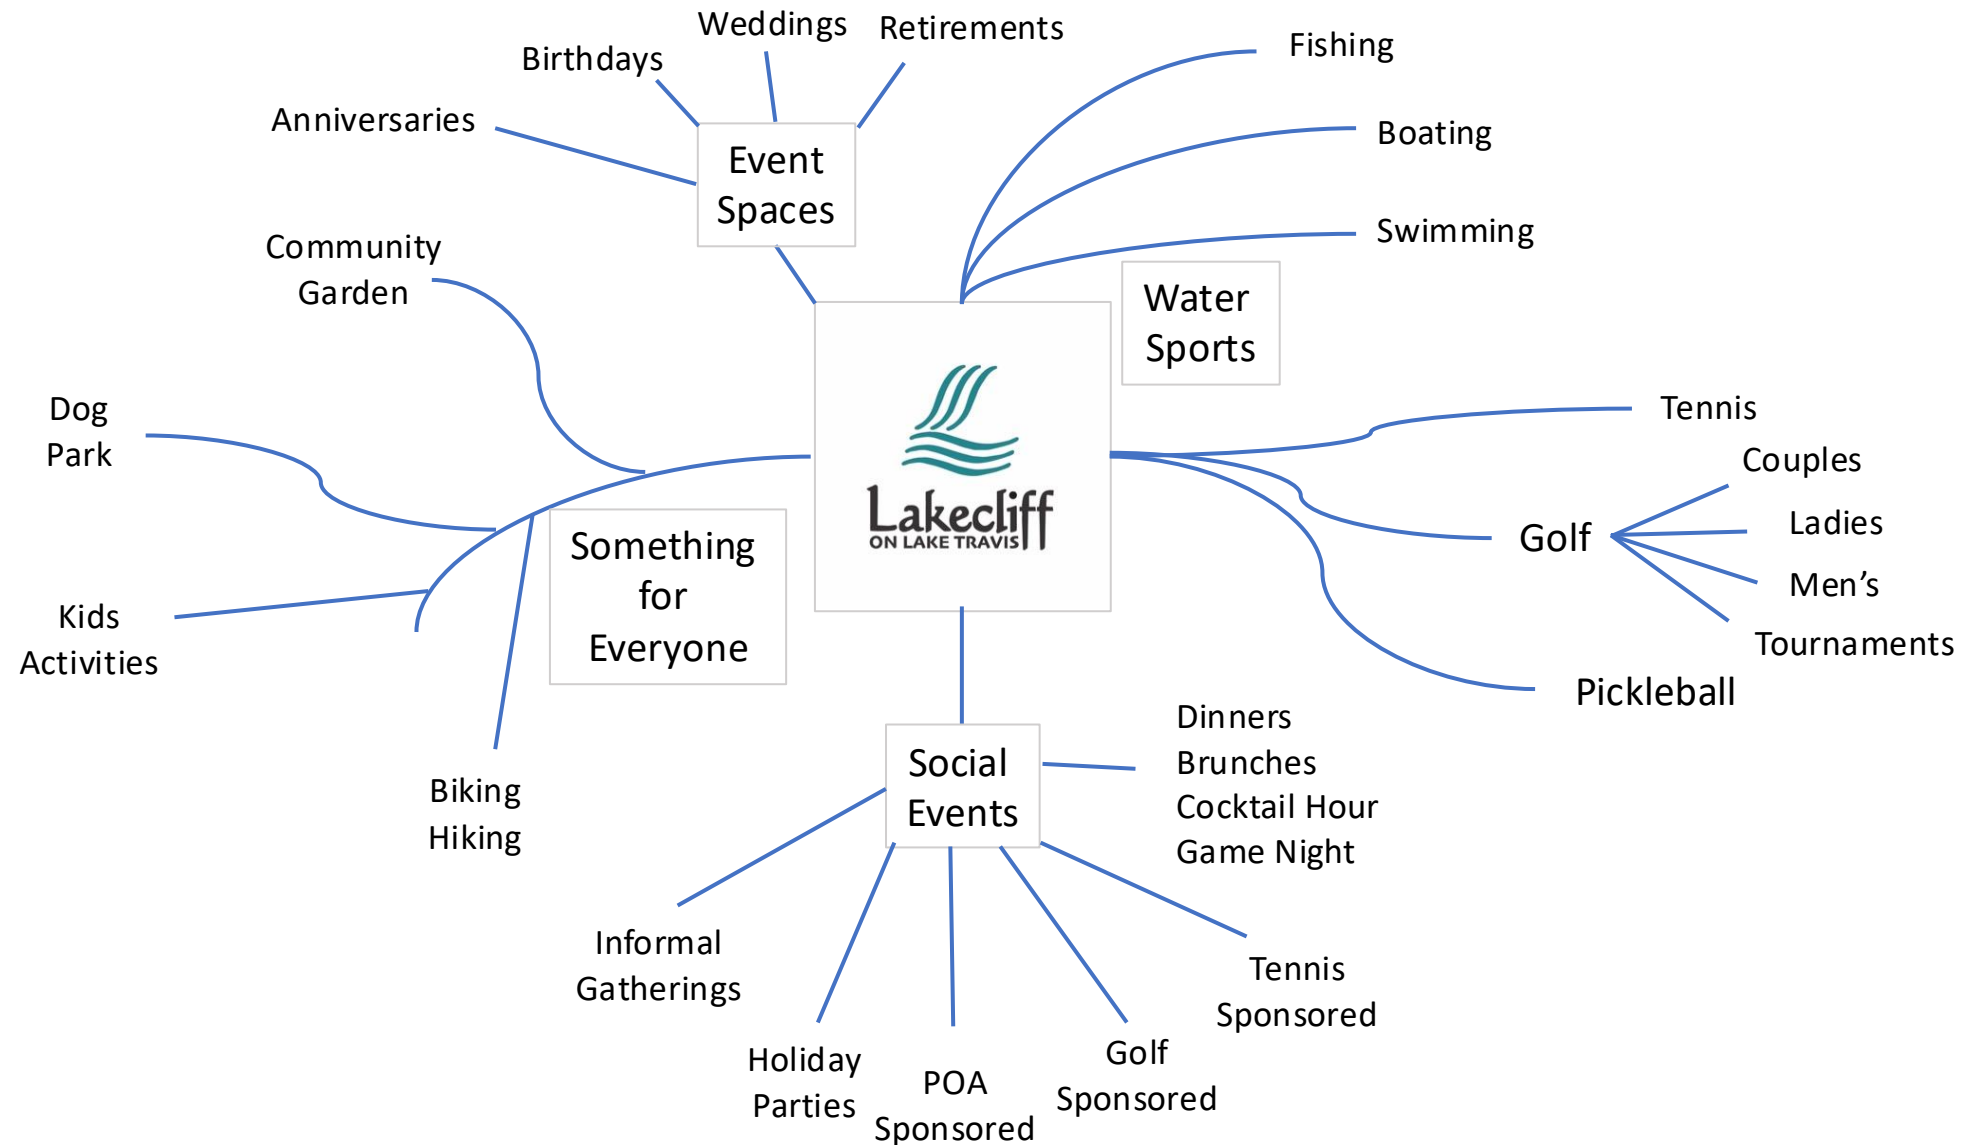 Weddings
Retirements
Birthdays
Anniversaries
Event
Spaces
Fishing
Boating
Swimming
Water
Sports
Community
Garden
Dog
Park
Kids
Activities
Biking
Hiking
Something
for
Everyone
Lakecliff
ON LAKE TRAVIS
Tennis
Couples
Golf
Ladies
Men’s
Tournaments
Pickleball
Social
Events
Dinners
Brunches
Cocktail Hour
Game Night
Informal
Gatherings
Holiday
Parties
POA
Sponsored
Golf
Sponsored
Tennis
Sponsored